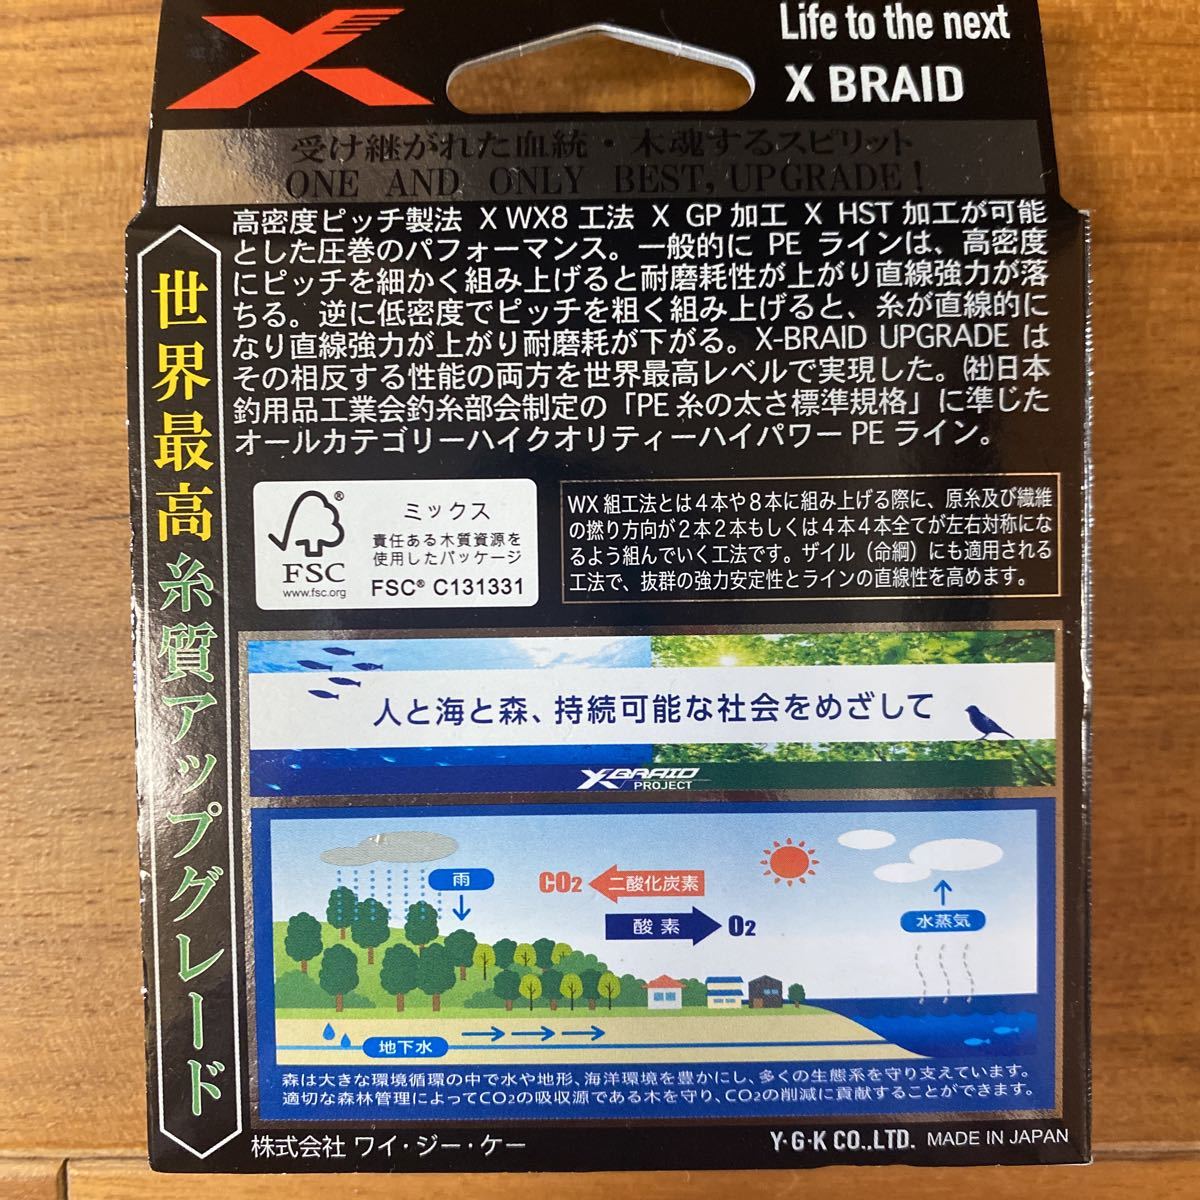 Life to the next
X BRAID
受け継がれた血統・木魂するスピリット
ONE AND ONLY BEST, UPGRADE!
高密度ピッチ製法 X WX8 工法 X GP 加工 X HST 加工が可能
とした圧巻のパフォーマンス。一般的に PE ラインは、高密度
にピッチを細かく組み上げると耐磨耗性が上がり直線強力が落
ちる。逆に低密度でピッチを粗く組み上げると、糸が直線的に
なり直線強力が上がり耐磨耗が下がる。X-BRAID UPGRADE は
その相反する性能の両方を世界最高レベルで実現した。㈳日本
釣用品工業会釣糸部会制定の「PE 糸の太さ標準規格」に準じた
オールカテゴリーハイクオリティーハイパワー PE ライン。
世界最高糸質アップグレード
FSC®
www.fsc.org
ミックス
責任ある木質資源を
使用したパッケージ
FSC® C131331
WX 組工法とは４本や８本に組み上げる際に、原糸及び繊維
の撚り方向が２本２本もしくは４本４本全てが左右対称にな
るよう組んでいく工法です。ザイル（命綱）にも適用される
工法で、抜群の強力安定性とラインの直線性を高めます。
人と海と森、持続可能な社会をめざして
X BRAID
PROJECT
雨
CO2
二酸化炭素
酸素
O2
水蒸気
地下水
森は大きな環境循環の中で水や地形、海洋環境を豊かにし、多くの生態系を守り支えています。
適切な森林管理によってCO2の吸収源である木を守り、CO2の削減に貢献することができます。
株式会社 ワイ・ジー・ケー
Y・G・K CO.,LTD. MADE IN JAPAN